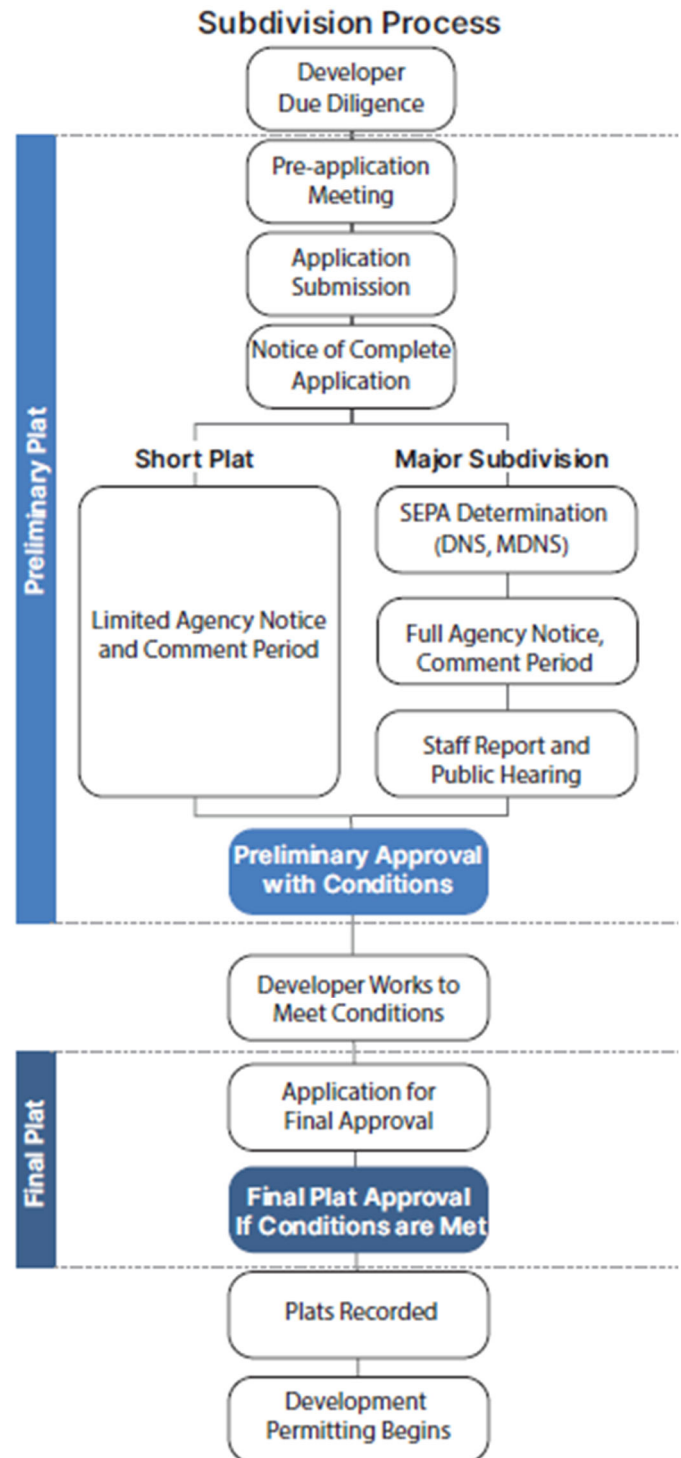 Subdivision Process
Developer
Due Diligence
Preliminary Plat
Pre-application
Meeting
Application
Submission
Notice of Complete
Application
Short Plat
Limited Agency Notice
and Comment Period
Major Subdivision
SEPA Determination
(DNS, MDNS)
Full Agency Notice,
Comment Period
Staff Report and
Public Hearing
Preliminary Approval
with Conditions
Developer Works to
Meet Conditions
Final Plat
Application for
Final Approval
Final Plat Approval
If Conditions are Met
Plats Recorded
Development
Permitting Begins